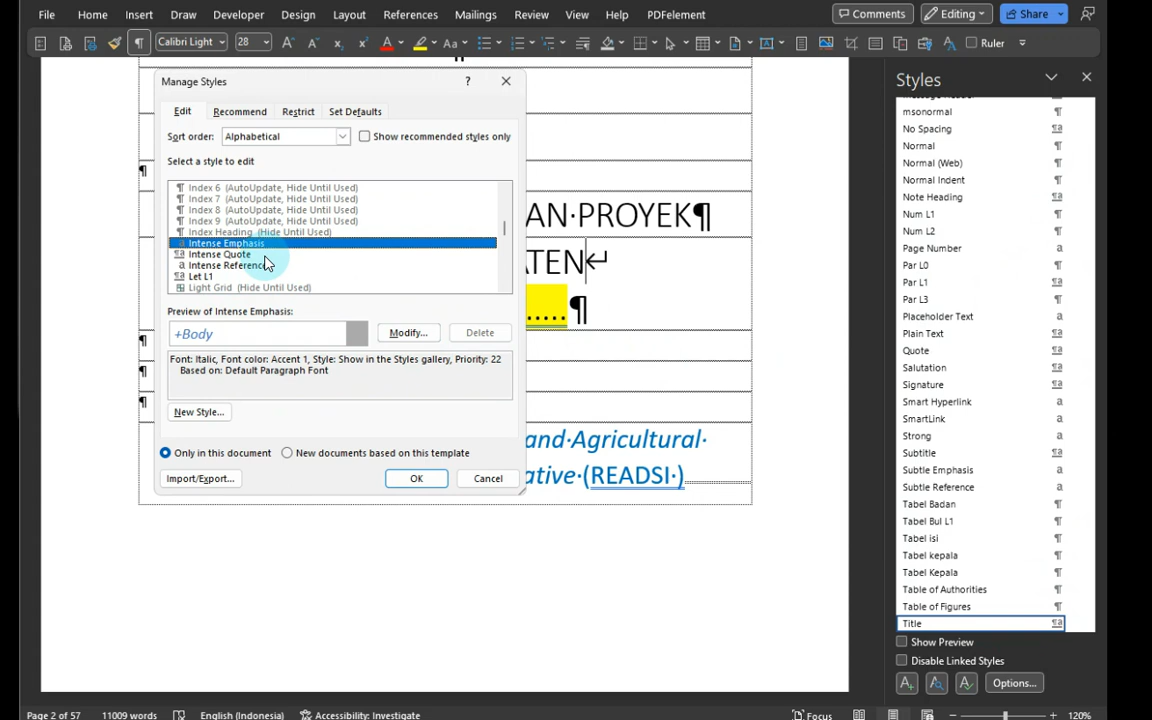 File Home Insert Draw Developer Design Layout References Mailings Review View Help PDFelement Comments Editing Share
Calibri Light 28 Aa Ruler
Manage Styles ?
Edit Recommend Restrict Set Defaults
Sort order: Alphabetical Show recommended styles only
Select a style to edit
Index 6 (AutoUpdate, Hide Until Used)
Index 7 (AutoUpdate, Hide Until Used)
Index 8 (AutoUpdate, Hide Until Used)
Index 9 (AutoUpdate, Hide Until Used)
Index Heading (Hide Until Used)
a Intense Emphasis
¶a Intense Quote
a Intense Reference
¶a Let L1
Light Grid (Hide Until Used)
Preview of Intense Emphasis:
+Body Modify... Delete
Font: Italic, Font color: Accent 1, Style: Show in the Styles gallery, Priority: 22
Based on: Default Paragraph Font
New Style...
Only in this document New documents based on this template
Import/Export... OK Cancel
AN·PROYEK¶
ATEN↵
.....¶
and·Agricultural·
ative·(READSI·)
Styles
msonormal ¶
No Spacing ¶a
Normal ¶
Normal (Web) ¶
Normal Indent ¶
Note Heading ¶a
Num L1 ¶
Num L2 ¶
Page Number a
Par L0 ¶
Par L1 ¶a
Par L3 ¶
Placeholder Text a
Plain Text ¶a
Quote ¶a
Salutation ¶a
Signature ¶a
Smart Hyperlink a
SmartLink a
Strong a
Subtitle ¶a
Subtle Emphasis a
Subtle Reference a
Tabel Badan ¶
Tabel Bul L1 ¶
Tabel isi ¶
Tabel kepala ¶
Tabel Kepala ¶
Table of Authorities ¶
Table of Figures ¶
Title ¶a
Show Preview
Disable Linked Styles
Options...
Page 2 of 57 11009 words English (Indonesia) Accessibility: Investigate Focus 120%